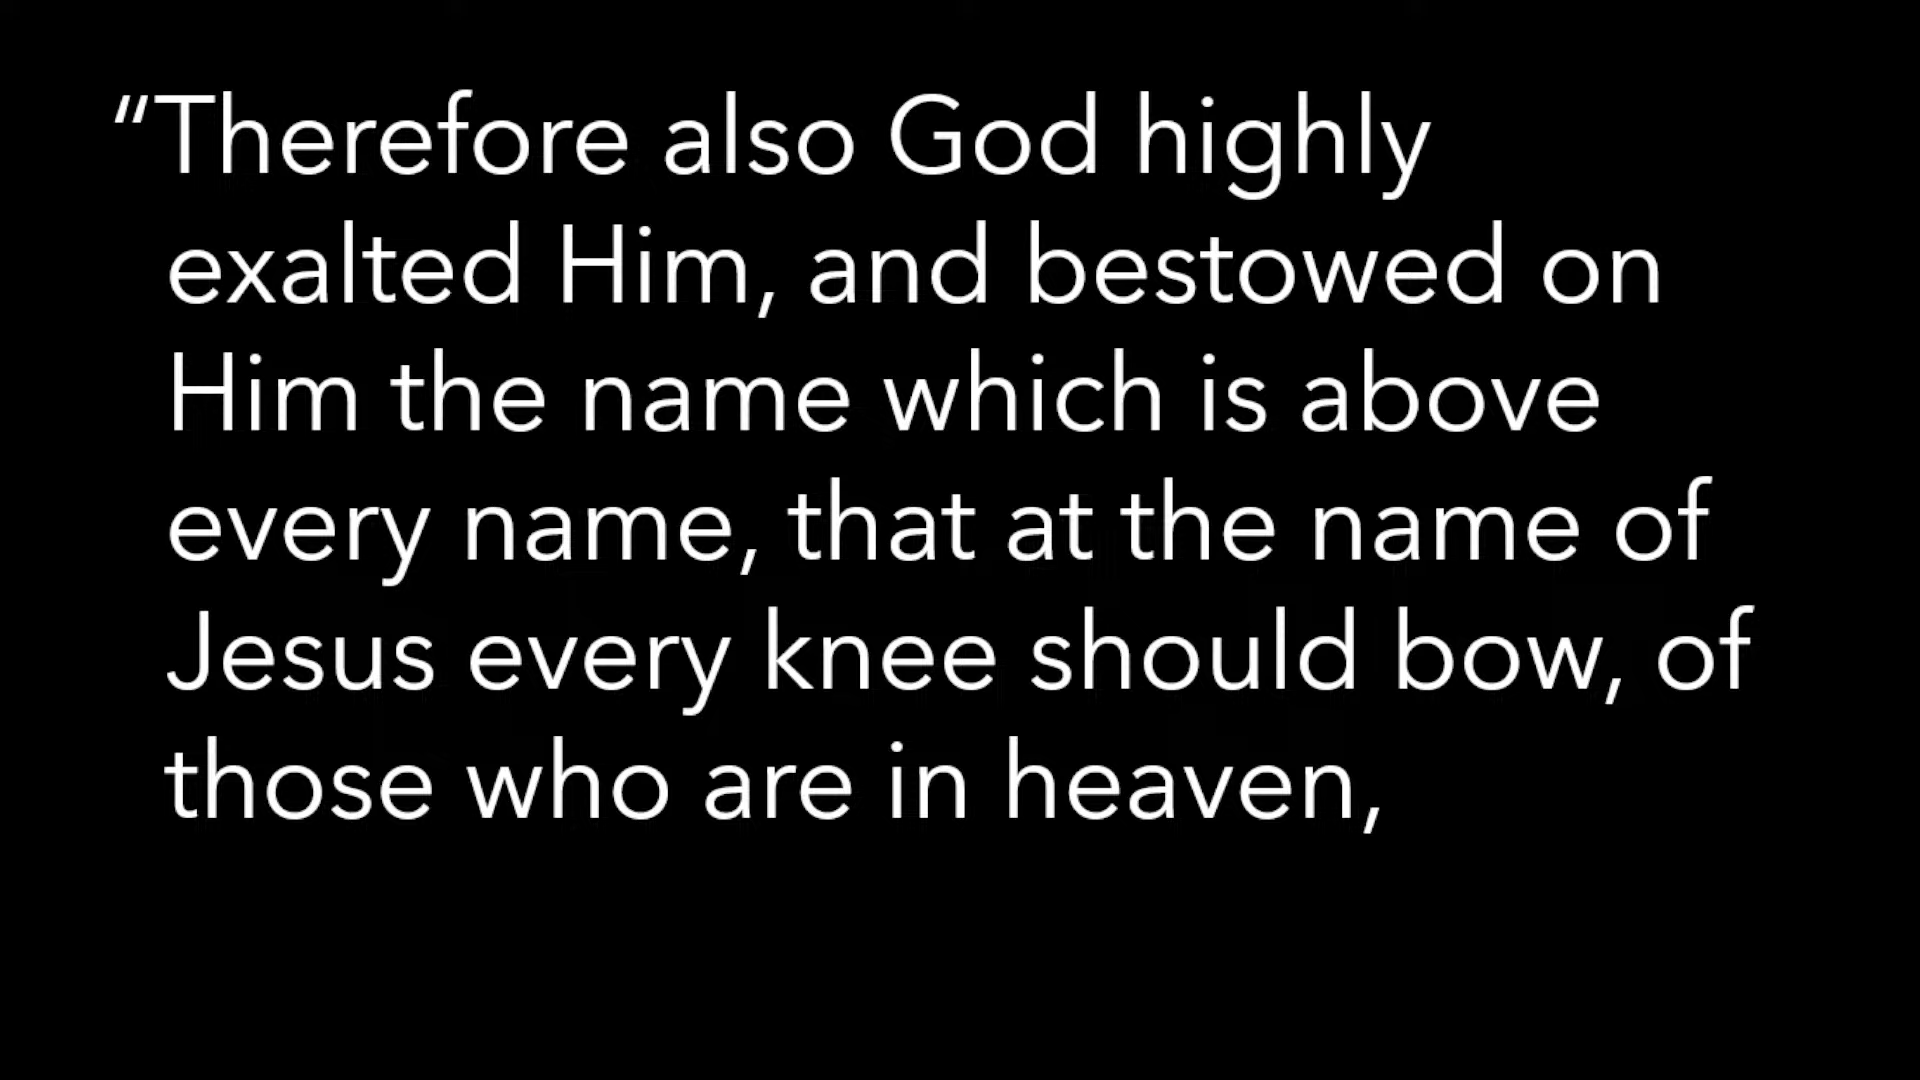 “Therefore also God highly
exalted Him, and bestowed on
Him the name which is above
every name, that at the name of
Jesus every knee should bow, of
those who are in heaven,